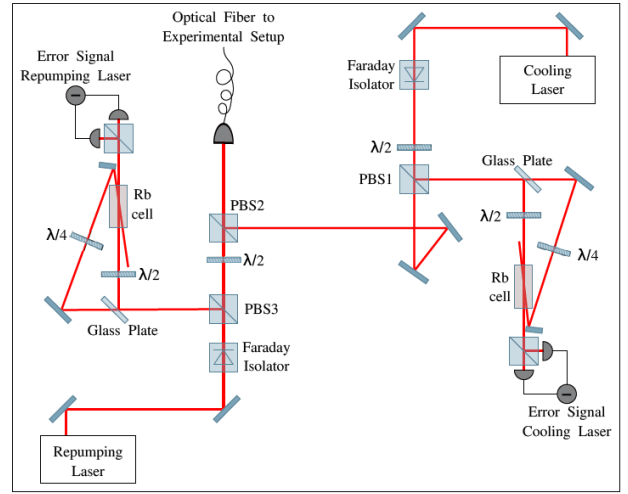 Optical Fiber to
Experimental Setup
Error Signal
Repumping Laser
Faraday
Isolator
Cooling
Laser
λ/2
Glass Plate
PBS1
Rb
cell
PBS2
λ/2
λ/4
λ/4
λ/2
λ/2
Rb
cell
PBS3
Glass Plate
Faraday
Isolator
Error Signal
Cooling Laser
Repumping
Laser